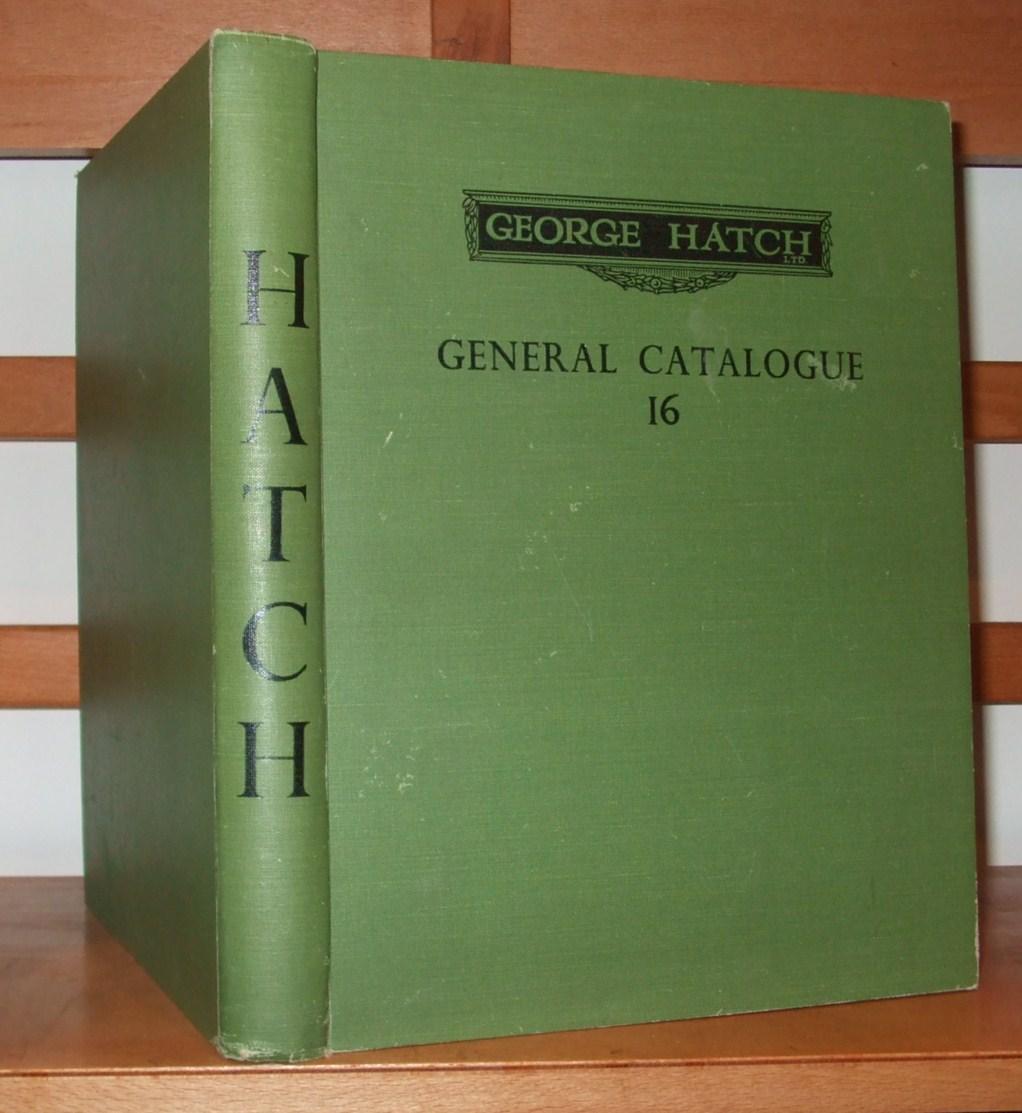 HATCH
GEORGE HATCH
LTD.
GENERAL CATALOGUE
16